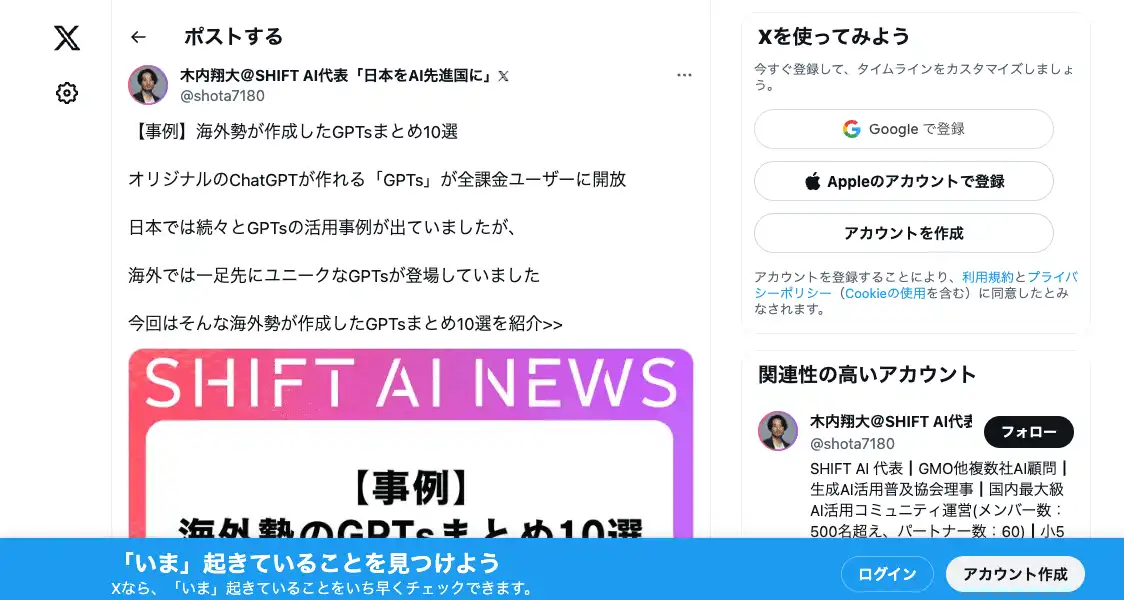 ポストする
木内翔大@SHIFT AI代表「日本をAI先進国に」𝕏
@shota7180
【事例】海外勢が作成したGPTsまとめ10選
オリジナルのChatGPTが作れる「GPTs」が全課金ユーザーに開放
日本では続々とGPTsの活用事例が出ていましたが、
海外では一足先にユニークなGPTsが登場していました
今回はそんな海外勢が作成したGPTsまとめ10選を紹介>>
SHIFT AI NEWS
【事例】
海外勢のGPTsまとめ10選
Xを使ってみよう
今すぐ登録して、タイムラインをカスタマイズしましょ
う。
Google で登録
Appleのアカウントで登録
アカウントを作成
アカウントを登録することにより、利用規約とプライバ
シーポリシー（Cookieの使用を含む）に同意したとみ
なされます。
関連性の高いアカウント
木内翔大@SHIFT AI代表
@shota7180
フォロー
SHIFT AI 代表┃GMO他複数社AI顧問┃
生成AI活用普及協会理事┃国内最大級
AI活用コミュニティ運営(メンバー数：
500名超え、パートナー数：60)┃小5
「いま」起きていることを見つけよう
Xなら、「いま」起きていることをいち早くチェックできます。
ログイン
アカウント作成